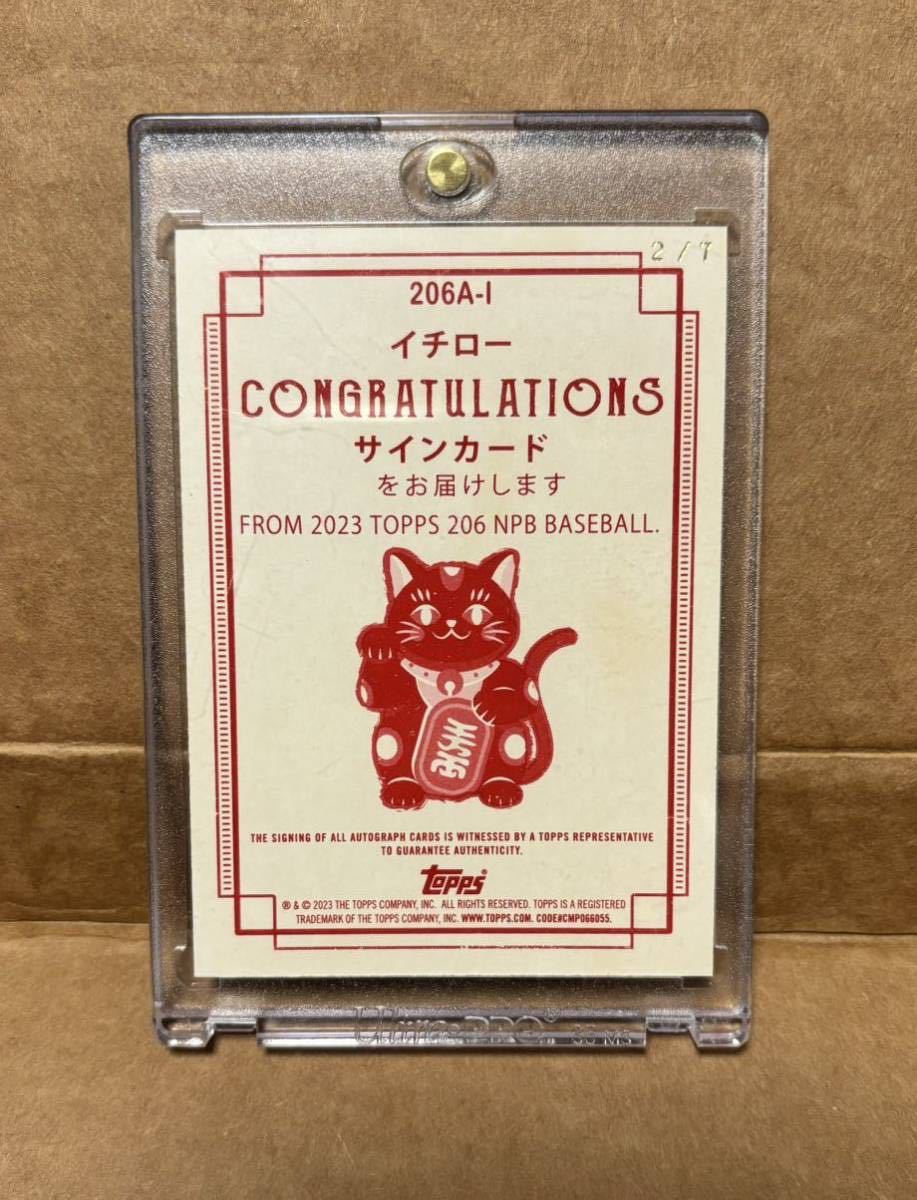 2/7
206A-I
イチロー
CONGRATULATIONS
サインカード
をお届けします
FROM 2023 TOPPS 206 NPB BASEBALL.
THE SIGNING OF ALL AUTOGRAPH CARDS IS WITNESSED BY A TOPPS REPRESENTATIVE
TO GUARANTEE AUTHENTICITY.
topps®
® & © 2023 THE TOPPS COMPANY, INC. ALL RIGHTS RESERVED. TOPPS IS A REGISTERED
TRADEMARK OF THE TOPPS COMPANY, INC. WWW.TOPPS.COM. CODE#CMP066055.
Ultra PRO